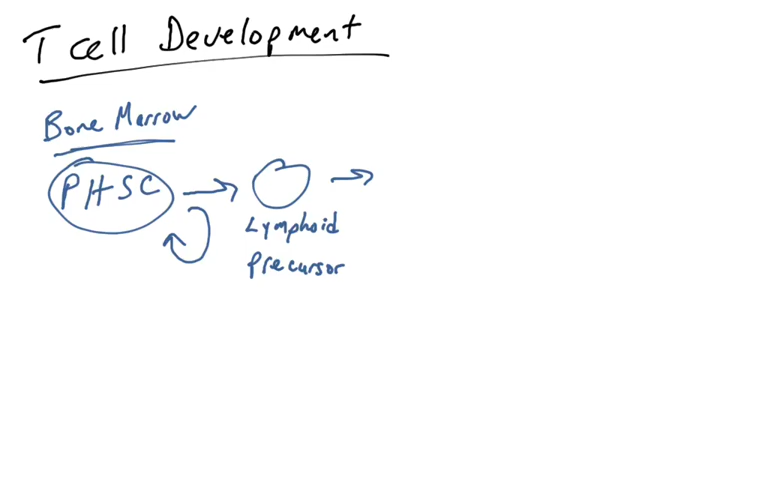 T cell Development
Bone Marrow
PHSC
Lymphoid
Precursor